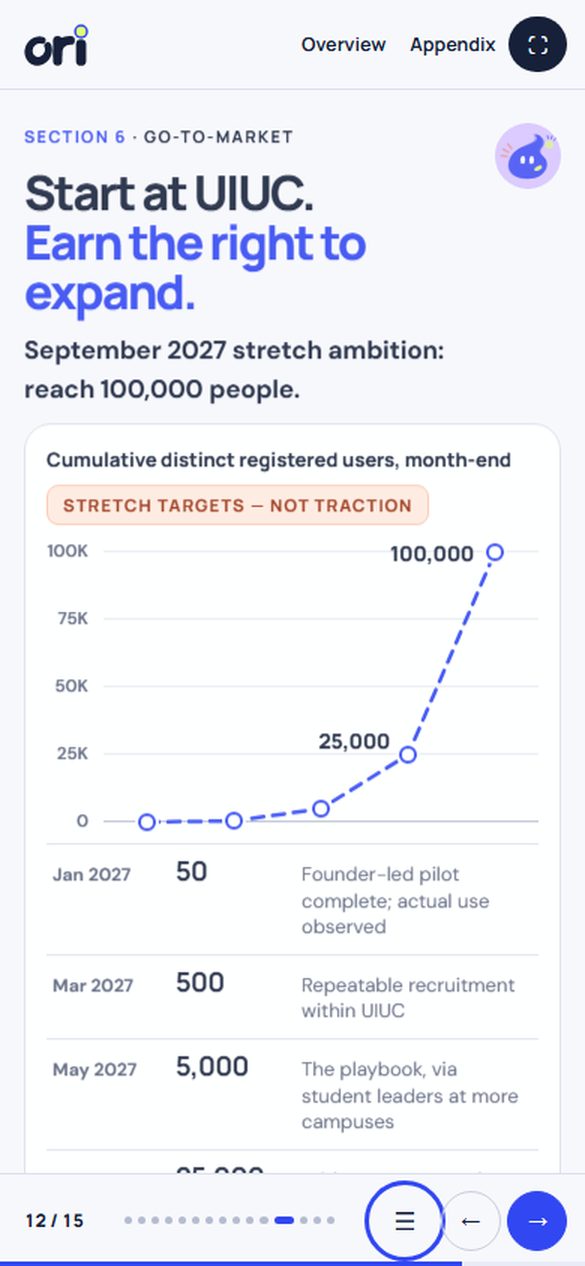 ori
Overview
Appendix
SECTION 6 · GO-TO-MARKET
Start at UIUC.
Earn the right to
expand.
September 2027 stretch ambition:
reach 100,000 people.
Cumulative distinct registered users, month-end
STRETCH TARGETS — NOT TRACTION
100K
100,000
75K
50K
25,000
25K
0
Jan 2027
50
Founder-led pilot
complete; actual use
observed
Mar 2027
500
Repeatable recruitment
within UIUC
May 2027
5,000
The playbook, via
student leaders at more
campuses
12 / 15